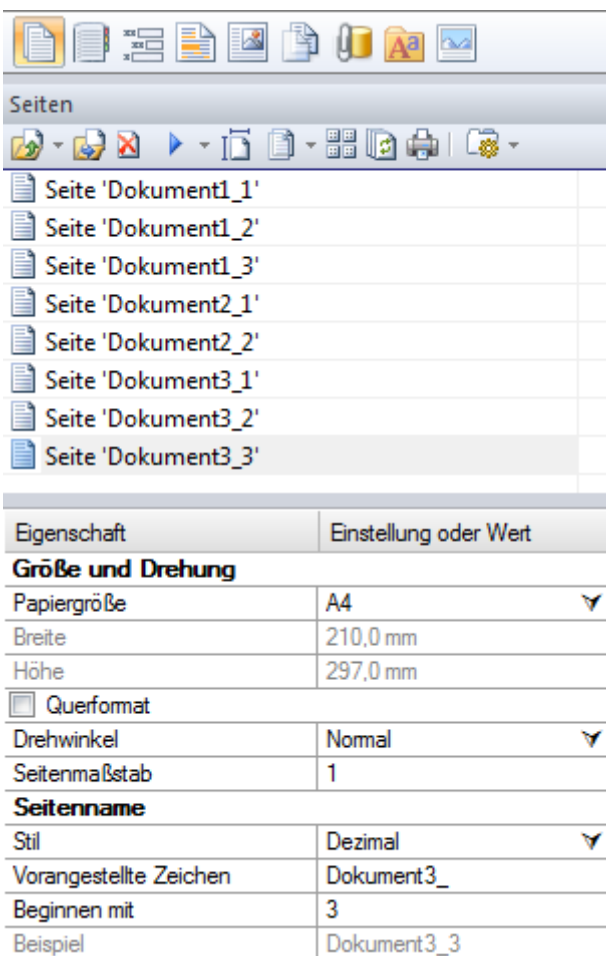 Seiten
Seite 'Dokument1_1'
Seite 'Dokument1_2'
Seite 'Dokument1_3'
Seite 'Dokument2_1'
Seite 'Dokument2_2'
Seite 'Dokument3_1'
Seite 'Dokument3_2'
Seite 'Dokument3_3'
Eigenschaft Einstellung oder Wert
Größe und Drehung
Papiergröße A4
Breite 210,0 mm
Höhe 297,0 mm
Querformat
Drehwinkel Normal
Seitenmaßstab 1
Seitenname
Stil Dezimal
Vorangestellte Zeichen Dokument3_
Beginnen mit 3
Beispiel Dokument3_3